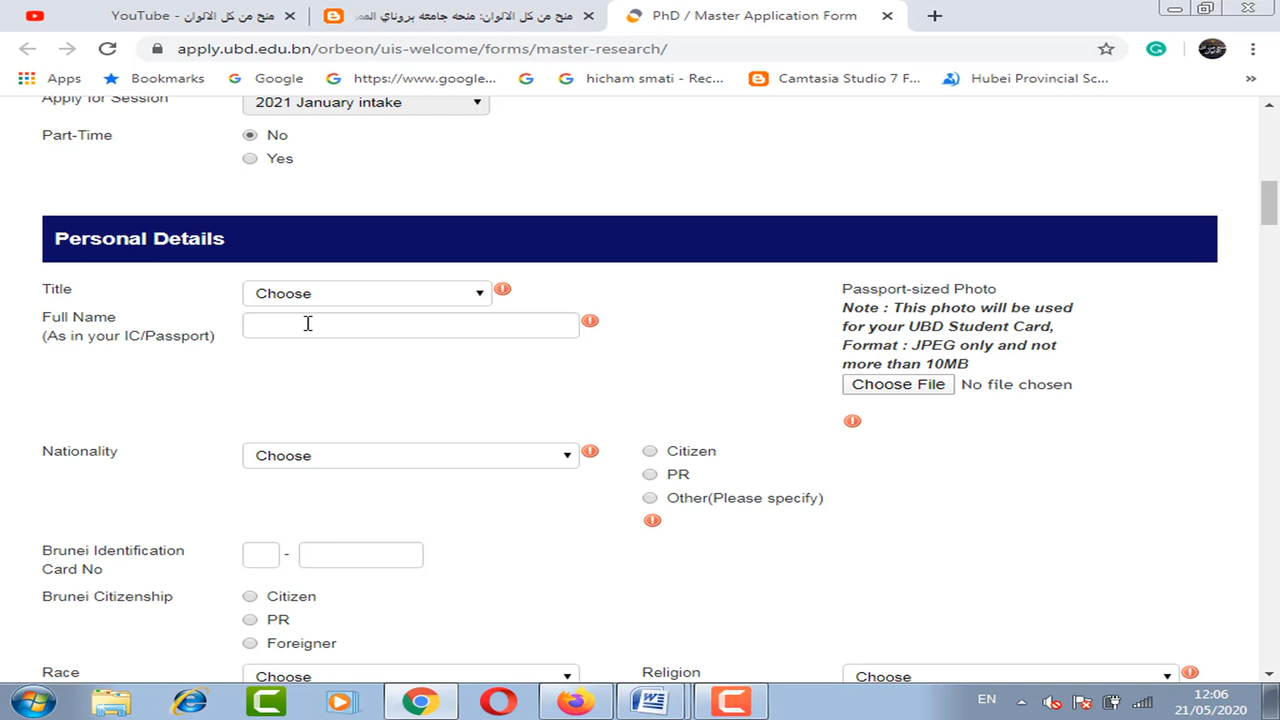 منح من كل الالوان - YouTube
منح من كل الالوان: منحه جامعه بروناي المم
PhD / Master Application Form
apply.ubd.edu.bn/orbeon/uis-welcome/forms/master-research/
Apps Bookmarks Google https://www.google... hicham smati - Rec... Camtasia Studio 7 F... Hubei Provincial Sc... »
Apply for Session 2021 January intake
Part-Time No
Yes
Personal Details
Title Choose
Full Name
(As in your IC/Passport)
Passport-sized Photo
Note : This photo will be used
for your UBD Student Card,
Format : JPEG only and not
more than 10MB
Choose File No file chosen
Nationality Choose
Citizen
PR
Other(Please specify)
Brunei Identification
Card No -
Brunei Citizenship Citizen
PR
Foreigner
Race Choose Religion Choose
EN 12:06
21/05/2020